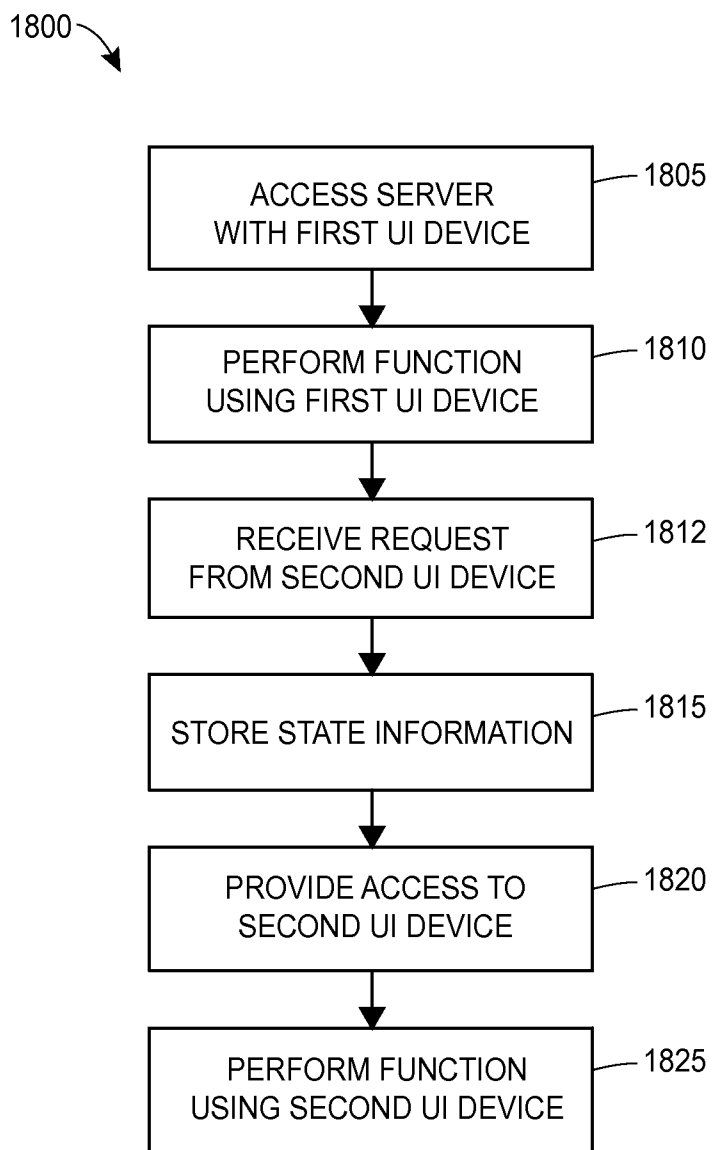 1800
ACCESS SERVER
WITH FIRST UI DEVICE
1805
PERFORM FUNCTION
USING FIRST UI DEVICE
1810
RECEIVE REQUEST
FROM SECOND UI DEVICE
1812
STORE STATE INFORMATION
1815
PROVIDE ACCESS TO
SECOND UI DEVICE
1820
PERFORM FUNCTION
USING SECOND UI DEVICE
1825